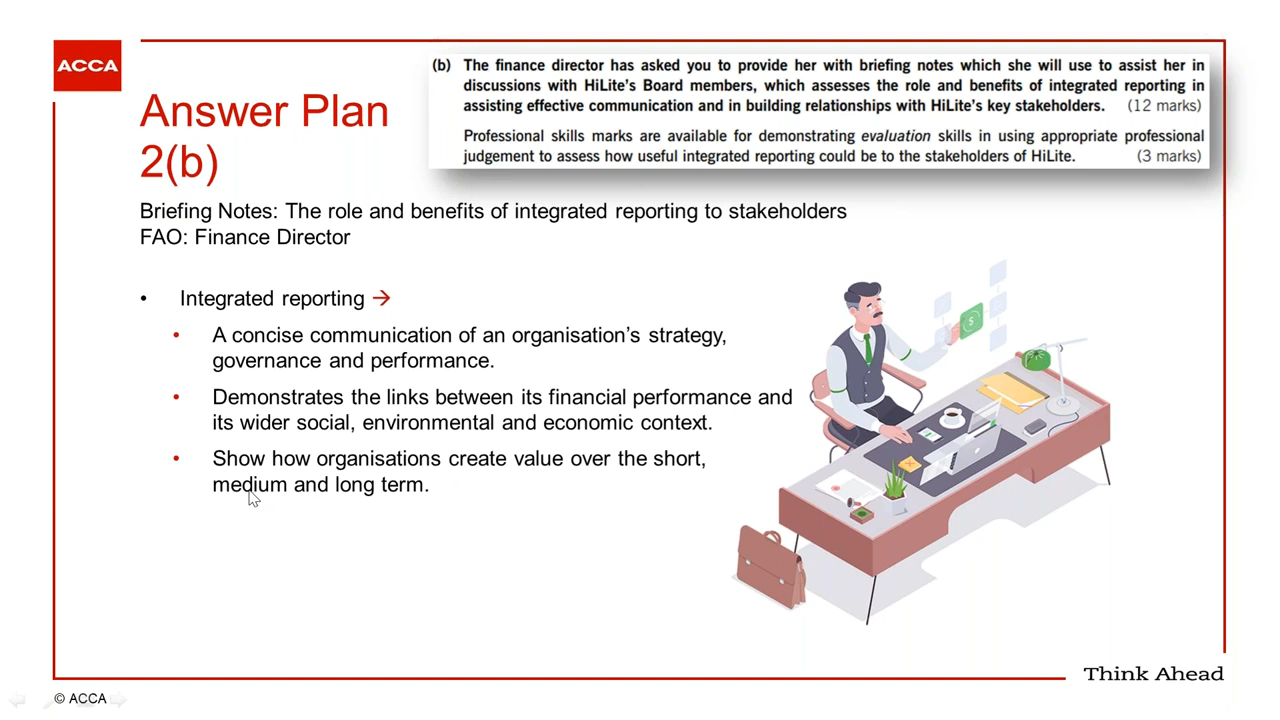 ACCA
(b) The finance director has asked you to provide her with briefing notes which she will use to assist her in
discussions with HiLite's Board members, which assesses the role and benefits of integrated reporting in
assisting effective communication and in building relationships with HiLite's key stakeholders. (12 marks)
Professional skills marks are available for demonstrating evaluation skills in using appropriate professional
judgement to assess how useful integrated reporting could be to the stakeholders of HiLite. (3 marks)
Answer Plan
2(b)
Briefing Notes: The role and benefits of integrated reporting to stakeholders
FAO: Finance Director
• Integrated reporting →
• A concise communication of an organisation's strategy,
governance and performance.
• Demonstrates the links between its financial performance and
its wider social, environmental and economic context.
• Show how organisations create value over the short,
medium and long term.
$
Think Ahead
© ACCA